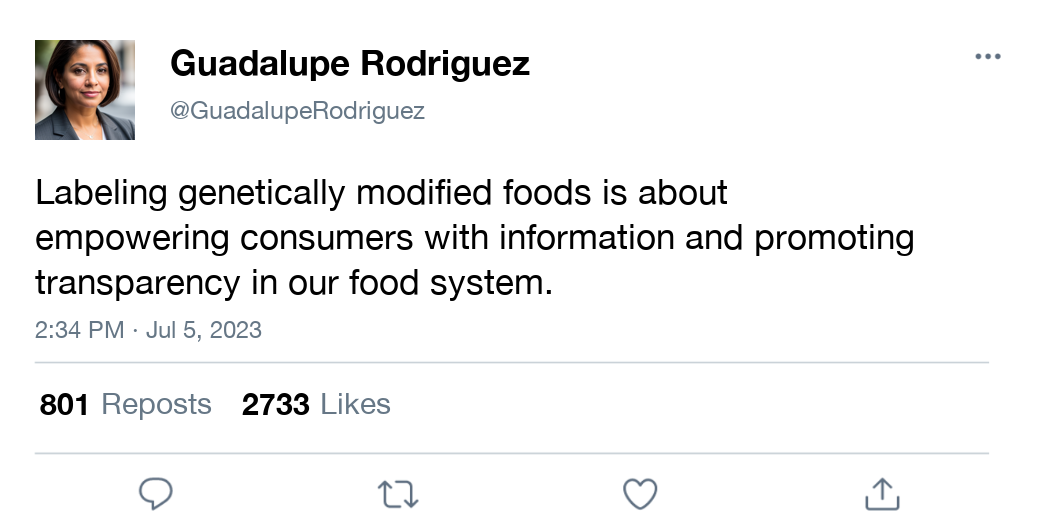 Guadalupe Rodriguez
@GuadalupeRodriguez
Labeling genetically modified foods is about
empowering consumers with information and promoting
transparency in our food system.
2:34 PM · Jul 5, 2023
801 Reposts 2733 Likes